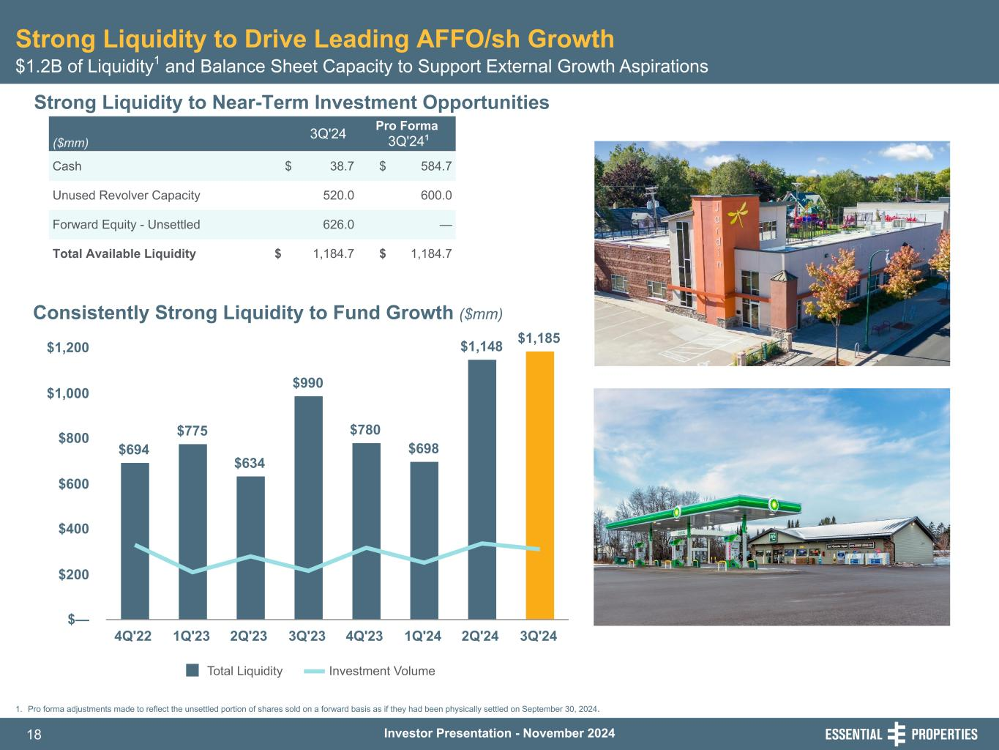 Strong Liquidity to Drive Leading AFFO/sh Growth
$1.2B of Liquidity1 and Balance Sheet Capacity to Support External Growth Aspirations
Strong Liquidity to Near-Term Investment Opportunities
($mm) 3Q'24 Pro Forma 3Q'241
Cash $ 38.7 $ 584.7
Unused Revolver Capacity 520.0 600.0
Forward Equity - Unsettled 626.0 —
Total Available Liquidity $ 1,184.7 $ 1,184.7
Jardin
bp
Consistently Strong Liquidity to Fund Growth ($mm)
$1,200
$1,000
$800
$600
$400
$200
$—
$694
$775
$634
$990
$780
$698
$1,148
$1,185
4Q'22 1Q'23 2Q'23 3Q'23 4Q'23 1Q'24 2Q'24 3Q'24
Total Liquidity Investment Volume
1. Pro forma adjustments made to reflect the unsettled portion of shares sold on a forward basis as if they had been physically settled on September 30, 2024.
18
Investor Presentation - November 2024
ESSENTIAL PROPERTIES